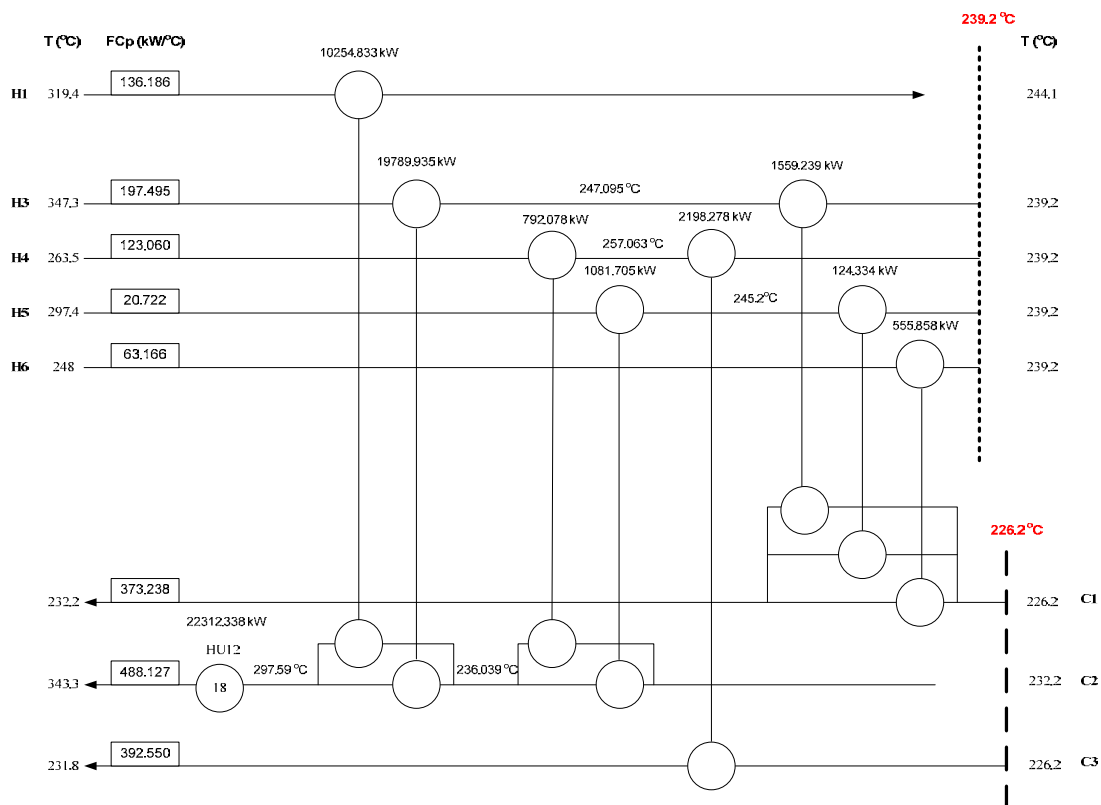 239.2 °C
T (°C) FCp (kW/°C) T (°C)
10254.833 kW
136.186
H1 319.4 244.1
19789.935 kW 1559.239 kW
197.495 247.095 °C
H3 347.3 239.2
792.078 kW 2198.278 kW
123.060 257.063 °C
H4 263.5 239.2
1081.705 kW 124.334 kW
20.722 245.2°C
H5 297.4 239.2
555.858 kW
63.166
H6 248 239.2
226.2°C
373.238
232.2 226.2 C1
22312.338 kW
HU12
488.127 297.59 °C 236.039 °C
343.3 18 232.2 C2
392.550
231.8 226.2 C3